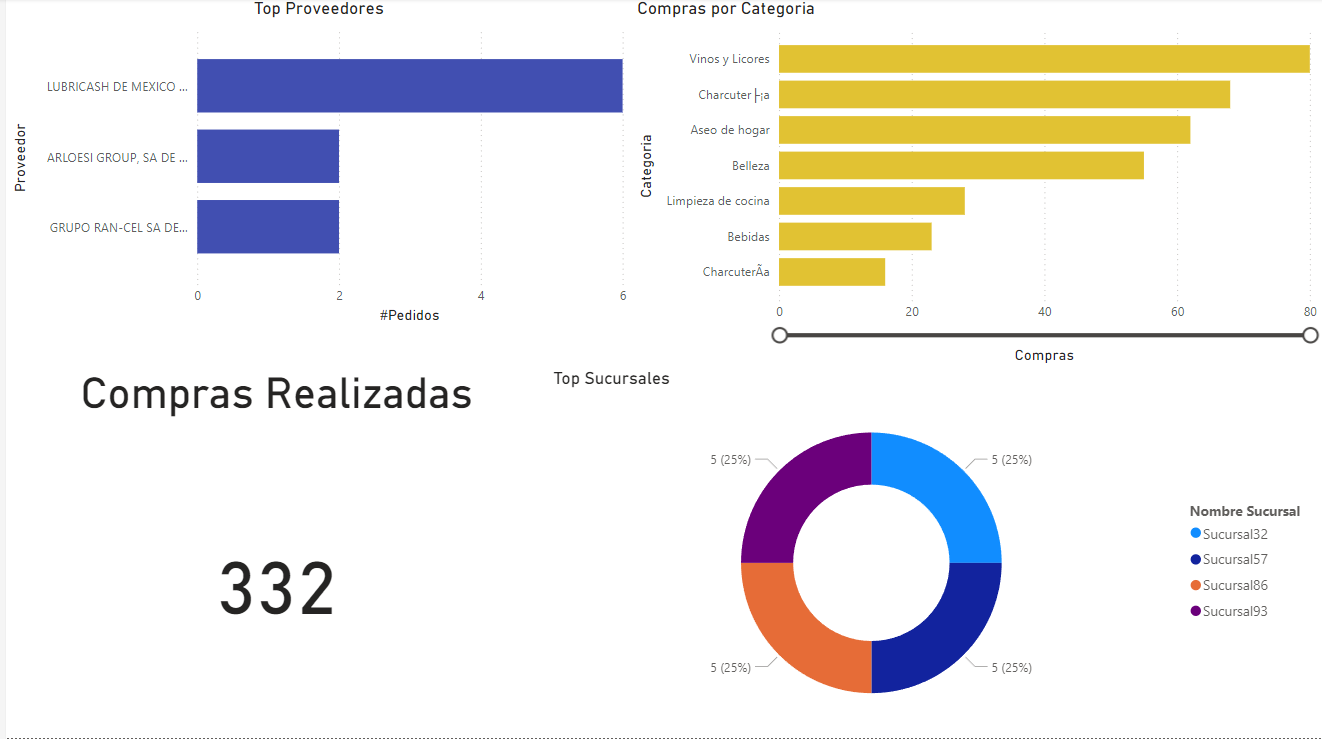 Top Proveedores
Proveedor
LUBRICASH DE MEXICO ...
ARLOESI GROUP, SA DE ...
GRUPO RAN-CEL SA DE...
0 2 4 6
#Pedidos
Compras por Categoria
Categoria
Vinos y Licores
Charcuter├¡a
Aseo de hogar
Belleza
Limpieza de cocina
Bebidas
CharcuterÃa
0 20 40 60 80
Compras
Compras Realizadas
332
Top Sucursales
5 (25%)
5 (25%)
5 (25%)
5 (25%)
Nombre Sucursal
Sucursal32
Sucursal57
Sucursal86
Sucursal93